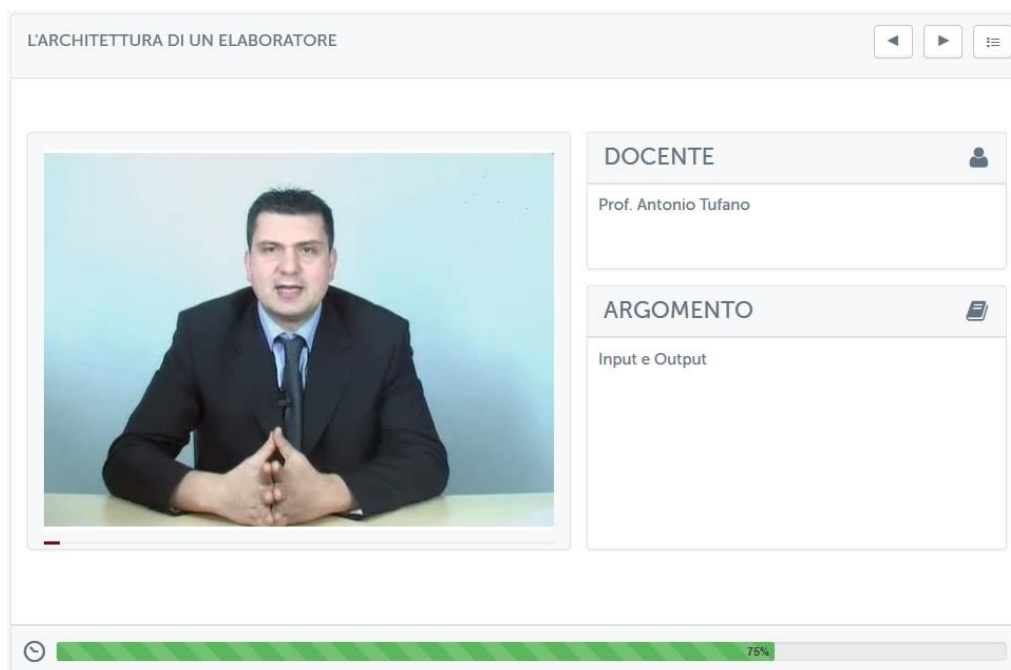 L'ARCHITETTURA DI UN ELABORATORE
DOCENTE
Prof. Antonio Tufano
ARGOMENTO
Input e Output
75%